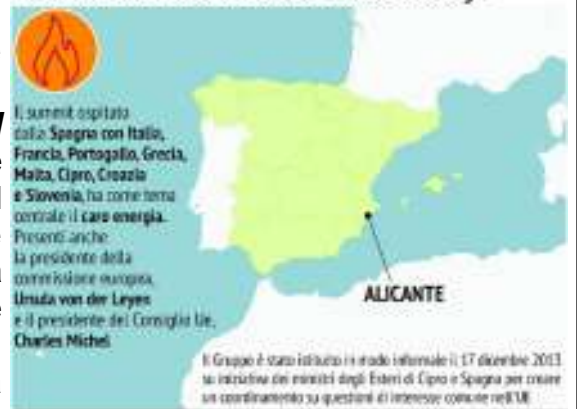 Il summit ospitato
dalla Spagna con Italia,
Francia, Portogallo, Grecia,
Malta, Cipro, Croazia
e Slovenia, ha come tema
centrale il caro energia.
Presenti anche
la presidente della
commissione europea,
Ursula von der Leyen
e il presidente del Consiglio Ue,
Charles Michel
ALICANTE
Il Gruppo è stato istituito in modo informale il 17 dicembre 2013
su iniziativa dei ministri degli Esteri di Cipro e Spagna per creare
un coordinamento su questioni di interesse comune nell'UE